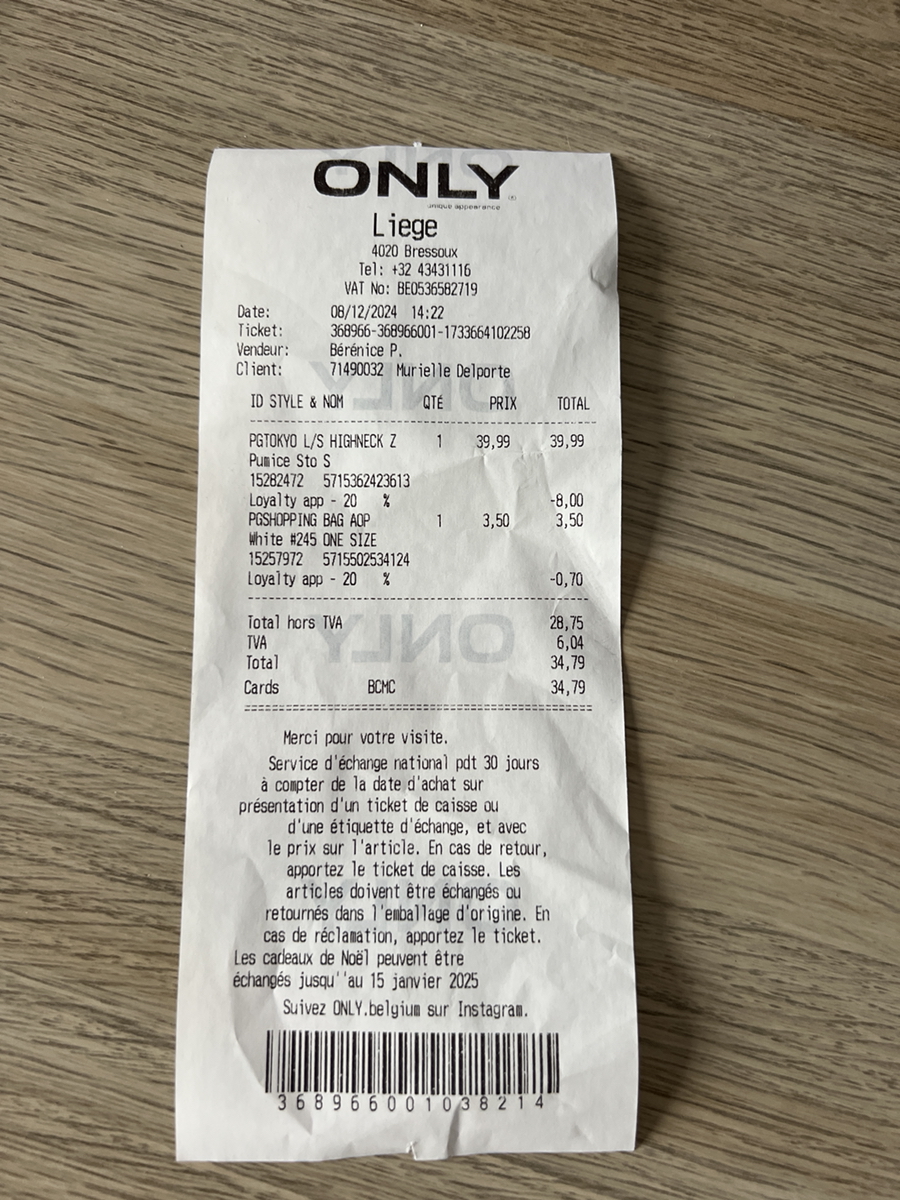 ONLY
unique appearance
Liege
4020 Bressoux
Tel: +32 43431116
VAT No: BE0536582719
Date: 08/12/2024 14:22
Ticket: 368966-368966001-1733664102258
Vendeur: Bérénice P.
Client: 71490032 Murielle Delporte
ID STYLE & NOM QTÉ PRIX TOTAL
PGTOKYO L/S HIGHNECK Z 1 39,99 39,99
Pumice Sto S
15282472 5715362423613
Loyalty app - 20 % -8,00
PGSHOPPING BAG AOP 1 3,50 3,50
White #245 ONE SIZE
15257972 5715502534124
Loyalty app - 20 % -0,70
Total hors TVA 28,75
TVA 6,04
Total 34,79
Cards BCMC 34,79
Merci pour votre visite.
Service d'échange national pdt 30 jours
à compter de la date d'achat sur
présentation d'un ticket de caisse ou
d'une étiquette d'échange, et avec
le prix sur l'article. En cas de retour,
apportez le ticket de caisse. Les
articles doivent être échangés ou
retournés dans l'emballage d'origine. En
cas de réclamation, apportez le ticket.
Les cadeaux de Noël peuvent être
échangés jusqu''au 15 janvier 2025
Suivez ONLY.belgium sur Instagram.
368966001038214